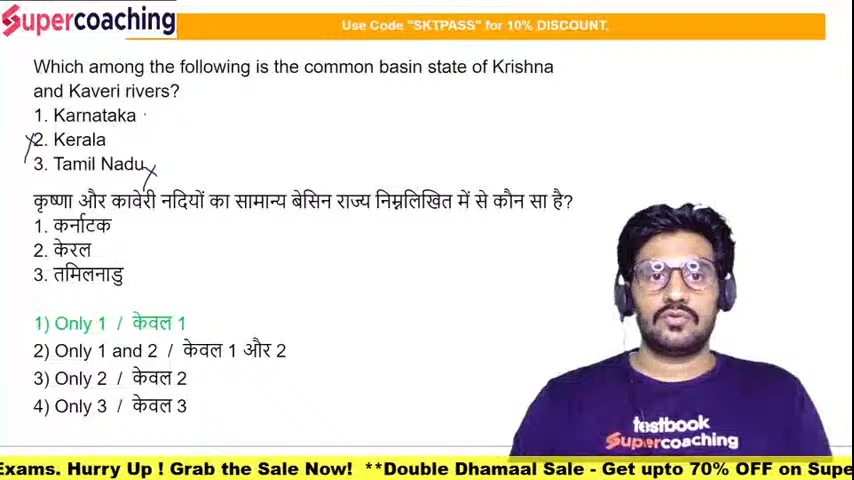 Supercoaching
Use Code "SKTPASS" for 10% DISCOUNT,
Which among the following is the common basin state of Krishna
and Kaveri rivers?
1. Karnataka
2. Kerala
3. Tamil Nadu
कृष्णा और कावेरी नदियों का सामान्य बेसिन राज्य निम्नलिखित में से कौन सा है?
1. कर्नाटक
2. केरल
3. तमिलनाडु
1) Only 1 / केवल 1
2) Only 1 and 2 / केवल 1 और 2
3) Only 2 / केवल 2
4) Only 3 / केवल 3
testbook
Supercoaching
Exams. Hurry Up ! Grab the Sale Now! **Double Dhamaal Sale - Get upto 70% OFF on Supe